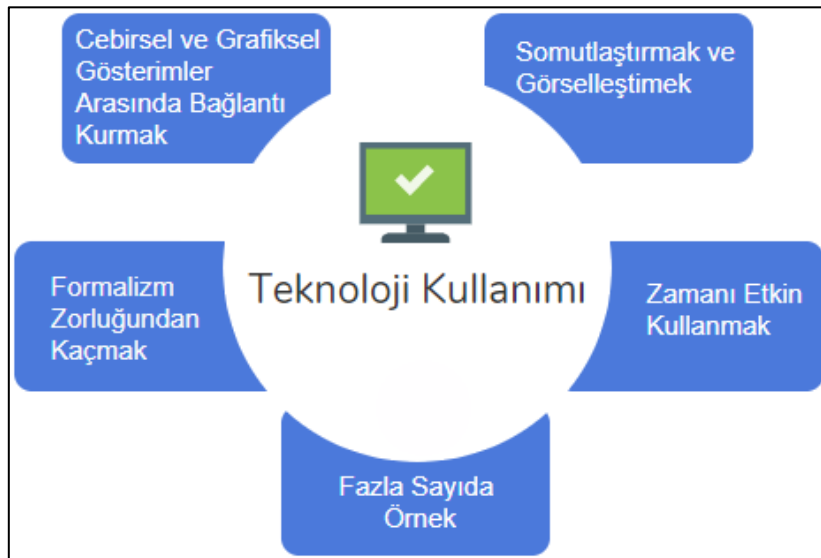 Cebirsel ve Grafiksel
Gösterimler
Arasında Bağlantı
Kurmak
Somutlaştırmak ve
Görselleştimek
Teknoloji Kullanımı
Formalizm
Zorluğundan
Kaçmak
Zamanı Etkin
Kullanmak
Fazla Sayıda
Örnek